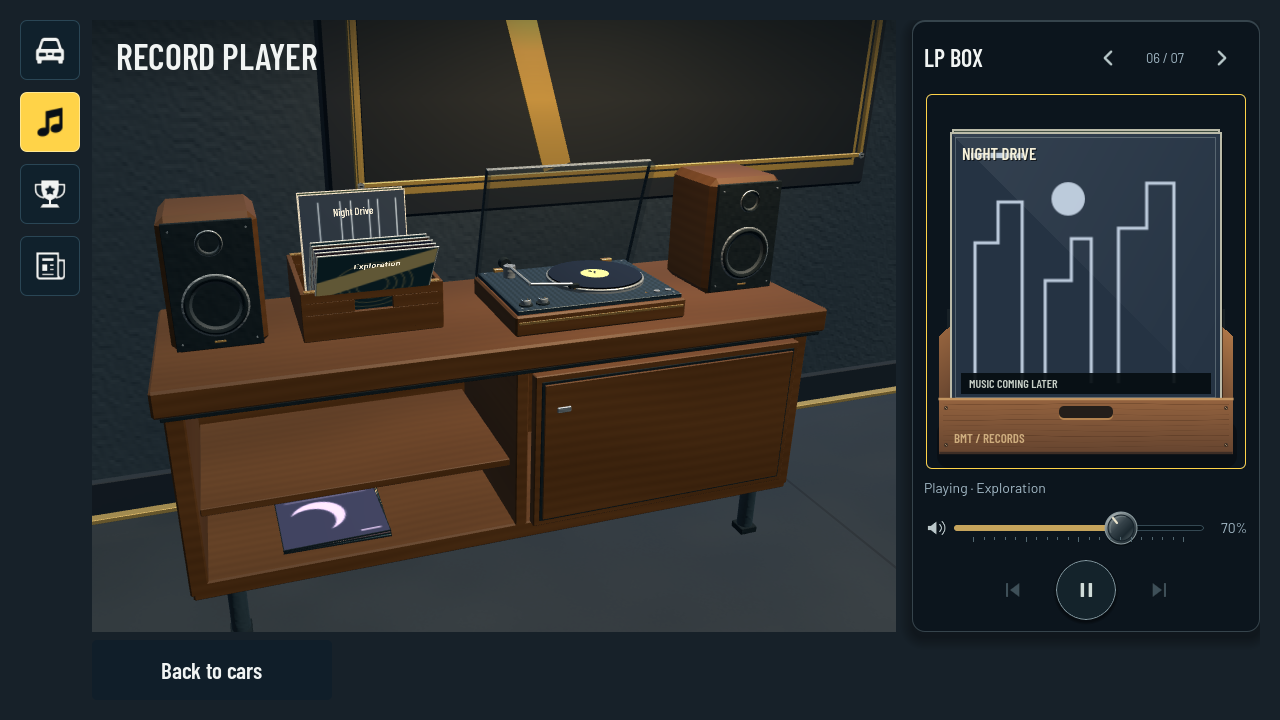 RECORD PLAYER
Night Drive
Exploration
LP BOX
06 / 07
NIGHT DRIVE
MUSIC COMING LATER
BMT / RECORDS
Playing · Exploration
70%
Back to cars